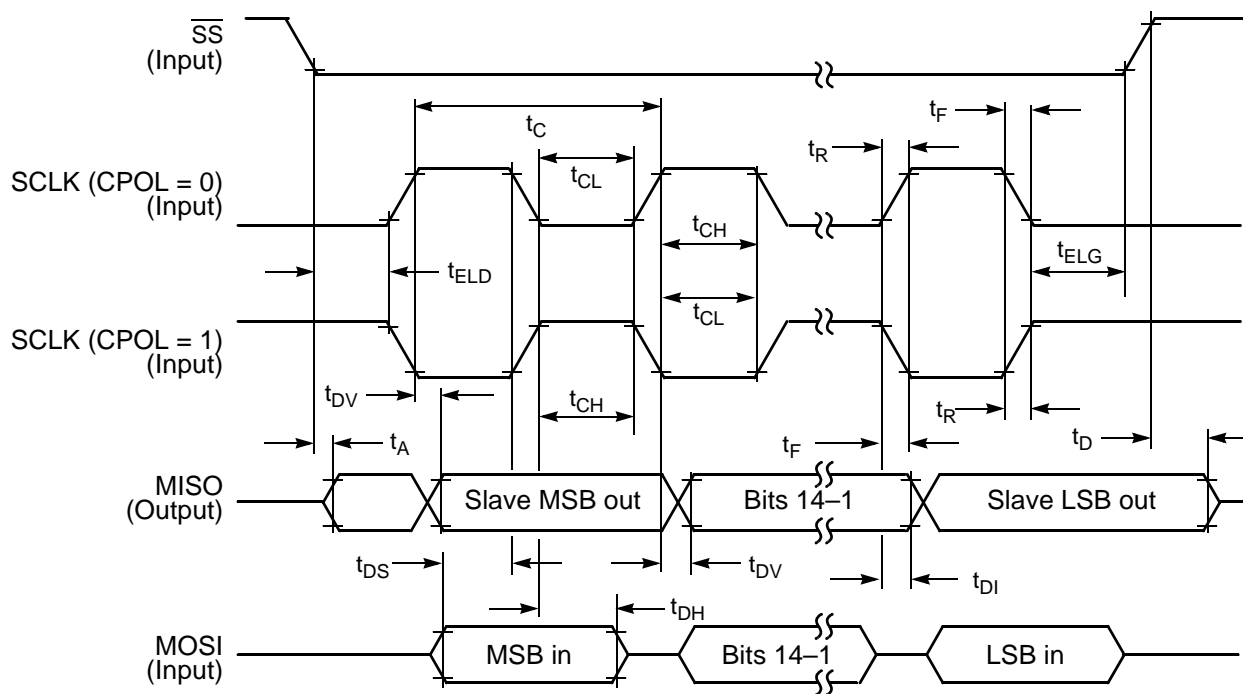 SS
(Input)
tC
tF
tR
tCL
SCLK (CPOL = 0)
(Input)
tCH
tELG
tELD
tCL
SCLK (CPOL = 1)
(Input)
tDV
tCH
tR
tA
tF
tD
MISO
(Output)
Slave MSB out
Bits 14–1
Slave LSB out
tDS
tDV
tDI
tDH
MOSI
(Input)
MSB in
Bits 14–1
LSB in